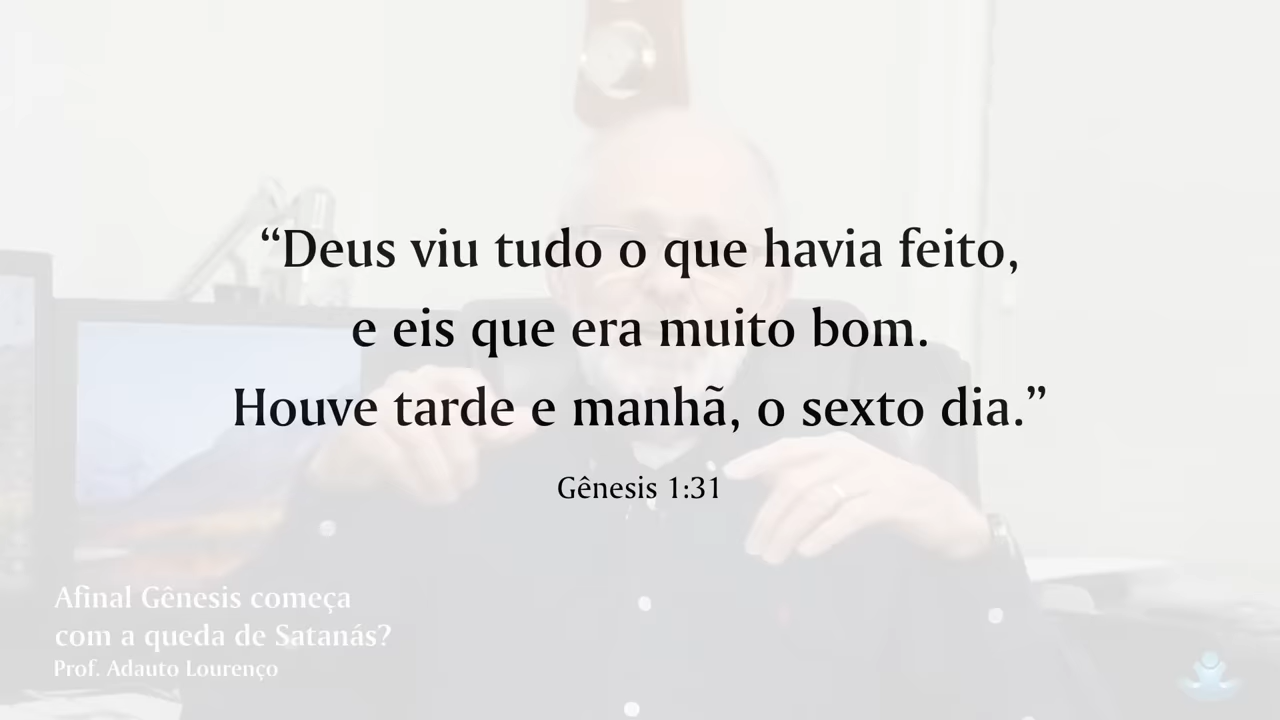 “Deus viu tudo o que havia feito,
e eis que era muito bom.
Houve tarde e manhã, o sexto dia.”
Gênesis 1:31
Afinal Gênesis começa
com a queda de Satanás?
Prof. Adauto Lourenço